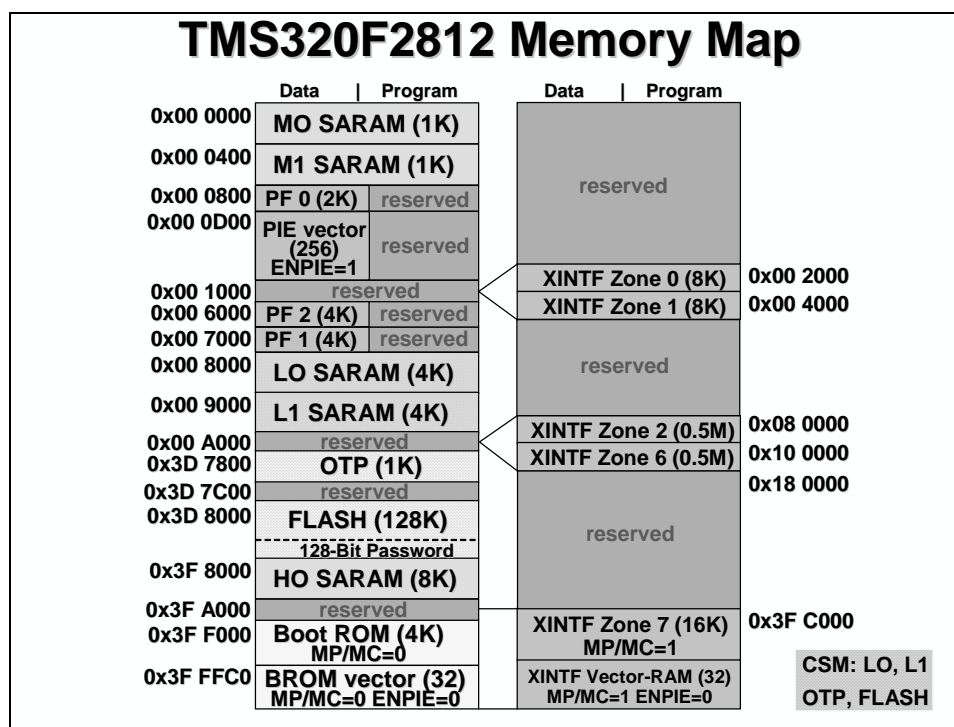 TMS320F2812 Memory Map
Data | Program
0x00 0000
MO SARAM (1K)
0x00 0400
M1 SARAM (1K)
0x00 0800
PF 0 (2K)
reserved
0x00 0D00
PIE vector
(256)
ENPIE=1
reserved
0x00 1000
reserved
0x00 6000
PF 2 (4K)
reserved
0x00 7000
PF 1 (4K)
reserved
0x00 8000
LO SARAM (4K)
0x00 9000
L1 SARAM (4K)
0x00 A000
reserved
0x3D 7800
OTP (1K)
0x3D 7C00
reserved
0x3D 8000
FLASH (128K)
128-Bit Password
0x3F 8000
HO SARAM (8K)
0x3F A000
reserved
0x3F F000
Boot ROM (4K)
MP/MC=0
0x3F FFC0
BROM vector (32)
MP/MC=0 ENPIE=0
Data | Program
reserved
XINTF Zone 0 (8K)
0x00 2000
XINTF Zone 1 (8K)
0x00 4000
reserved
XINTF Zone 2 (0.5M)
0x08 0000
XINTF Zone 6 (0.5M)
0x10 0000
0x18 0000
reserved
XINTF Zone 7 (16K)
MP/MC=1
0x3F C000
XINTF Vector-RAM (32)
MP/MC=1 ENPIE=0
CSM: LO, L1
OTP, FLASH